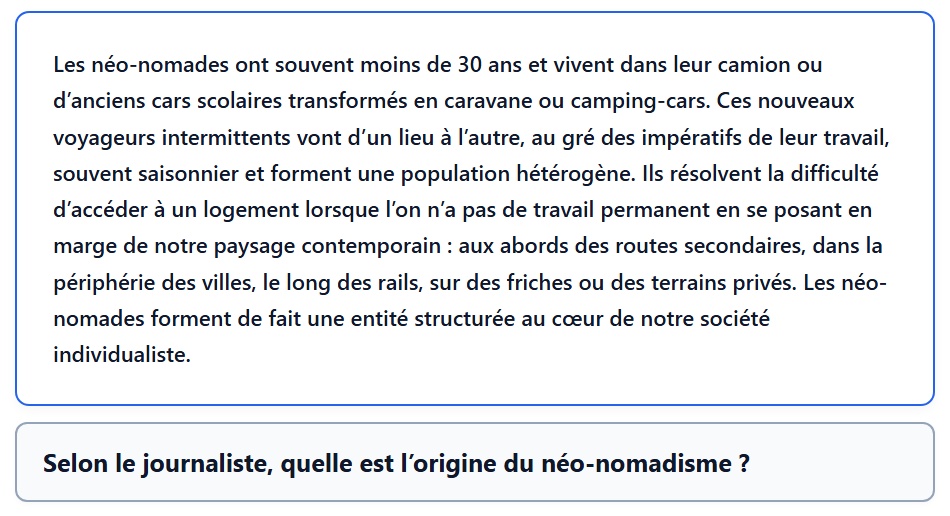 Les néo-nomades ont souvent moins de 30 ans et vivent dans leur camion ou
d’anciens cars scolaires transformés en caravane ou camping-cars. Ces nouveaux
voyageurs intermittents vont d’un lieu à l’autre, au gré des impératifs de leur travail,
souvent saisonnier et forment une population hétérogène. Ils résolvent la difficulté
d’accéder à un logement lorsque l’on n’a pas de travail permanent en se posant en
marge de notre paysage contemporain : aux abords des routes secondaires, dans la
périphérie des villes, le long des rails, sur des friches ou des terrains privés. Les néo-
nomades forment de fait une entité structurée au cœur de notre société
individualiste.
Selon le journaliste, quelle est l’origine du néo-nomadisme ?